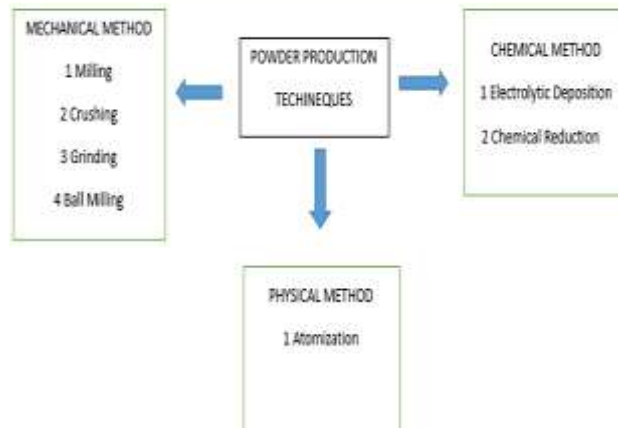 MECHANICAL METHOD
1 Milling
2 Crushing
3 Grinding
4 Ball Milling
POWDER PRODUCTION
TECHINEQUES
CHEMICAL METHOD
1 Electrolytic Deposition
2 Chemical Reduction
PHYSICAL METHOD
1 Atomization